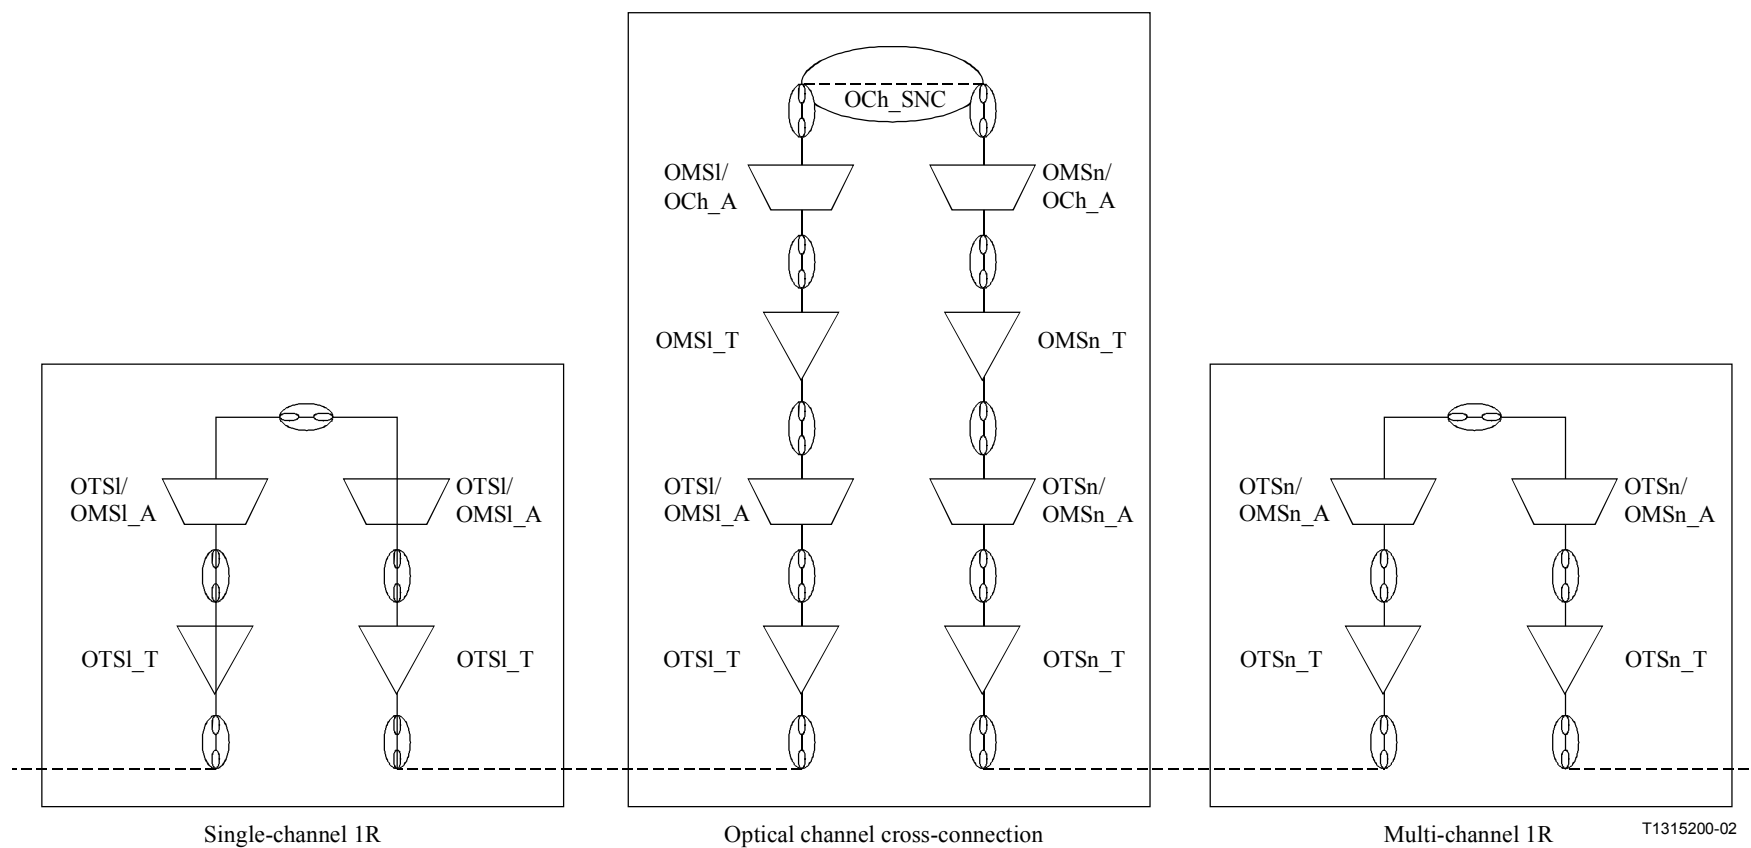 OCh_SNC
OMSl/
OCh_A
OMSn/
OCh_A
OMSl_T
OMSn_T
OTSl/
OMSl_A
OTSl/
OMSl_A
OTSl/
OMSl_A
OTSn/
OMSn_A
OTSn/
OMSn_A
OTSn/
OMSn_A
OTSl_T
OTSl_T
OTSl_T
OTSn_T
OTSn_T
OTSn_T
Single-channel 1R
Optical channel cross-connection
Multi-channel 1R
T1315200-02